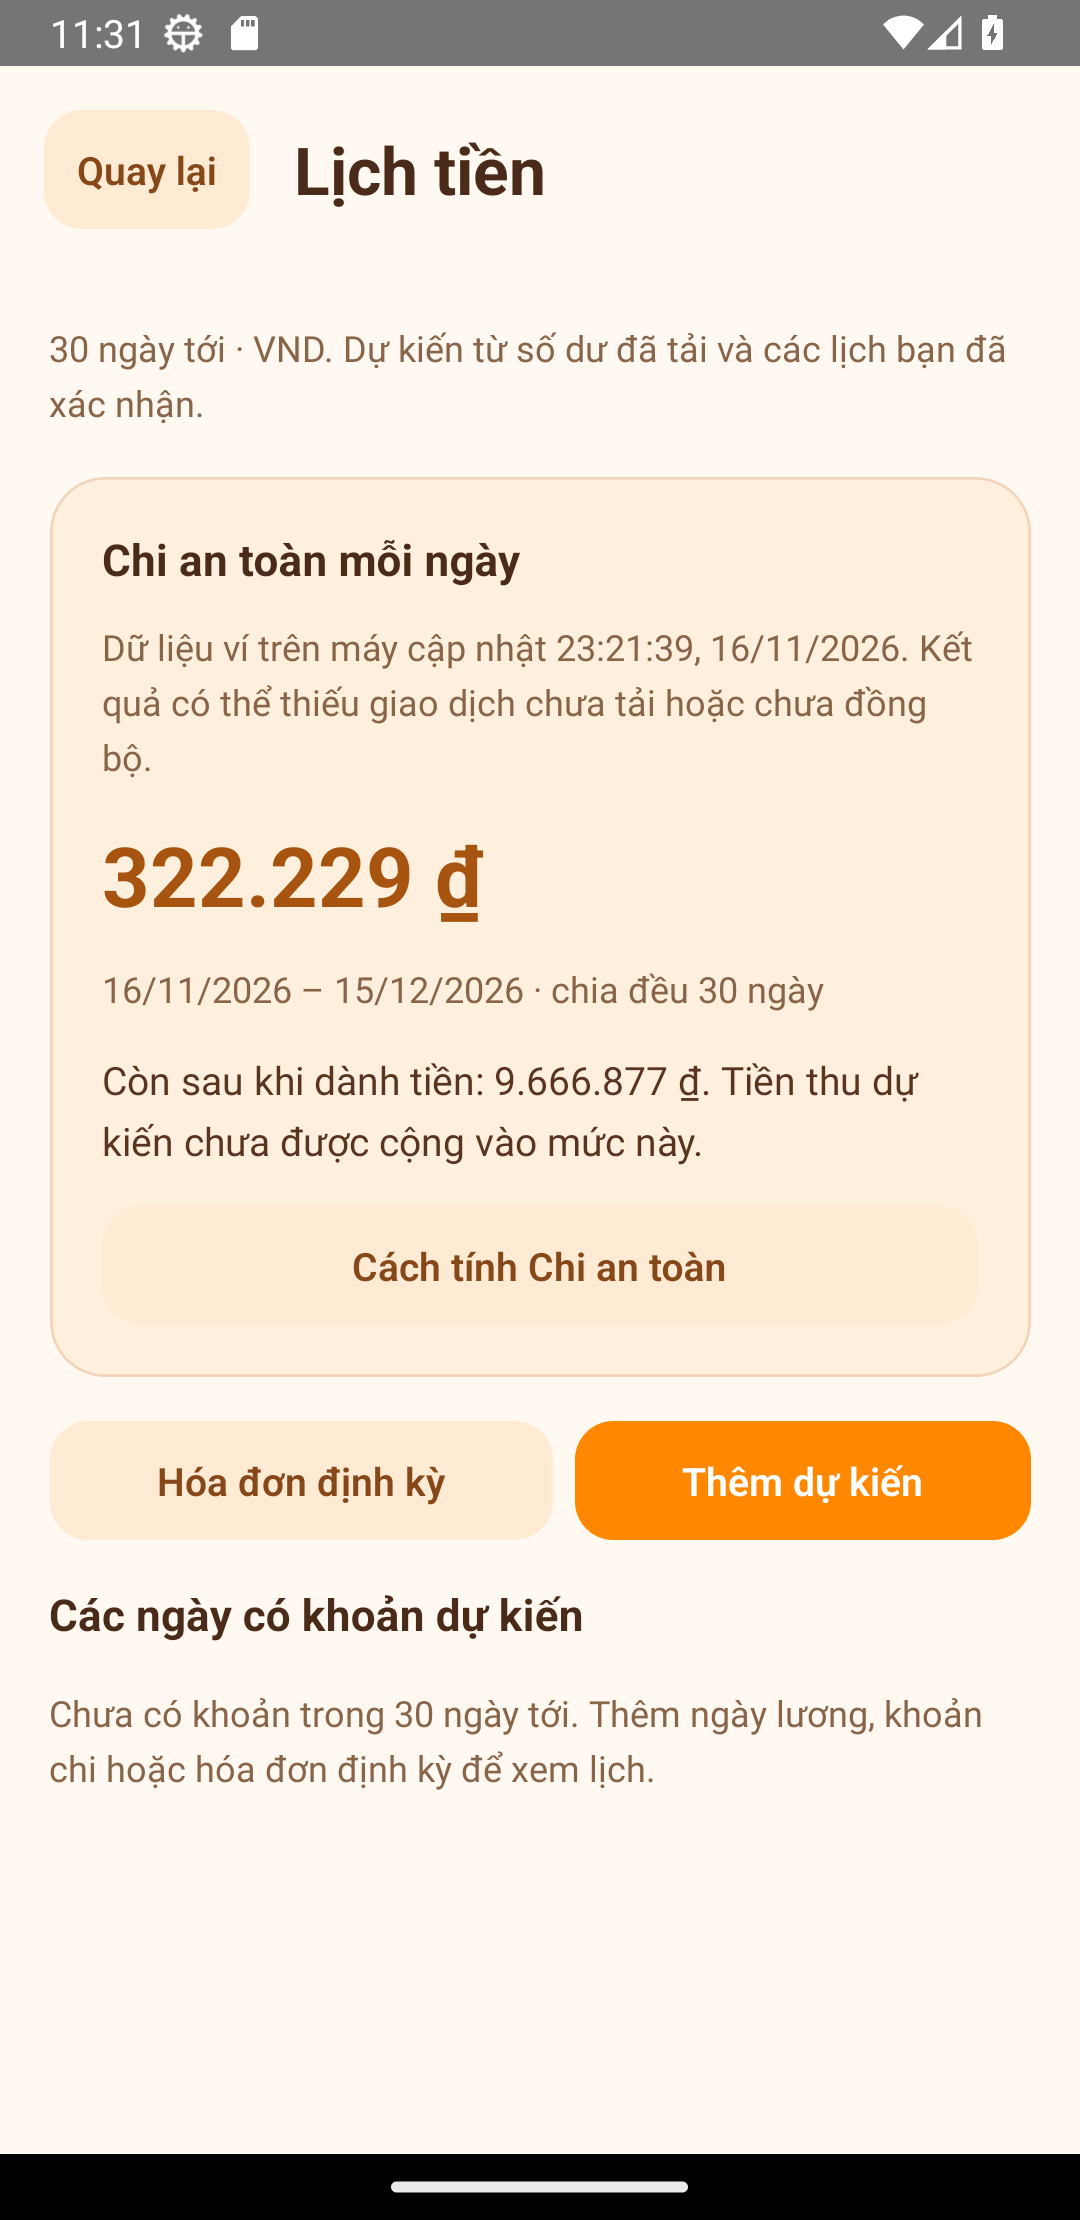 11:31
Quay lại
Lịch tiền
30 ngày tới · VND. Dự kiến từ số dư đã tải và các lịch bạn đã
xác nhận.
Chi an toàn mỗi ngày
Dữ liệu ví trên máy cập nhật 23:21:39, 16/11/2026. Kết
quả có thể thiếu giao dịch chưa tải hoặc chưa đồng
bộ.
322.229 ₫
16/11/2026 – 15/12/2026 · chia đều 30 ngày
Còn sau khi dành tiền: 9.666.877 ₫. Tiền thu dự
kiến chưa được cộng vào mức này.
Cách tính Chi an toàn
Hóa đơn định kỳ
Thêm dự kiến
Các ngày có khoản dự kiến
Chưa có khoản trong 30 ngày tới. Thêm ngày lương, khoản
chi hoặc hóa đơn định kỳ để xem lịch.